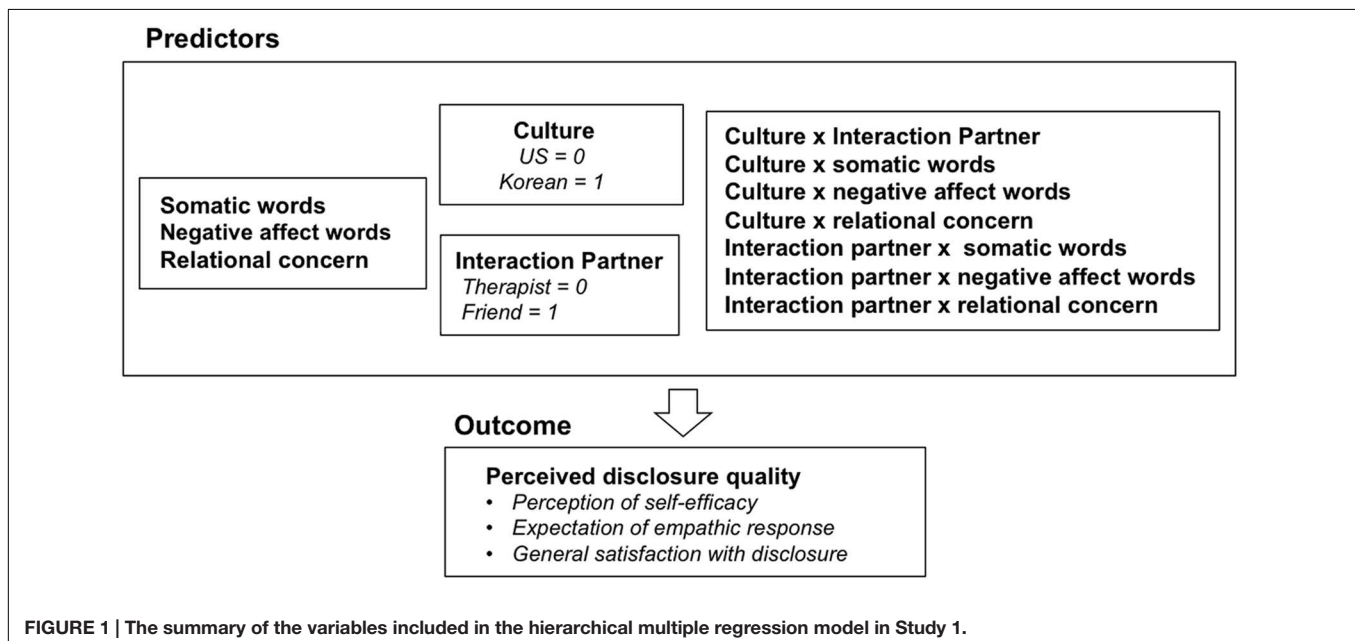 Predictors
Somatic words
Negative affect words
Relational concern
Culture
US = 0
Korean = 1
Interaction Partner
Therapist = 0
Friend = 1
Culture x Interaction Partner
Culture x somatic words
Culture x negative affect words
Culture x relational concern
Interaction partner x somatic words
Interaction partner x negative affect words
Interaction partner x relational concern
Outcome
Perceived disclosure quality
• Perception of self-efficacy
• Expectation of empathic response
• General satisfaction with disclosure
FIGURE 1 | The summary of the variables included in the hierarchical multiple regression model in Study 1.